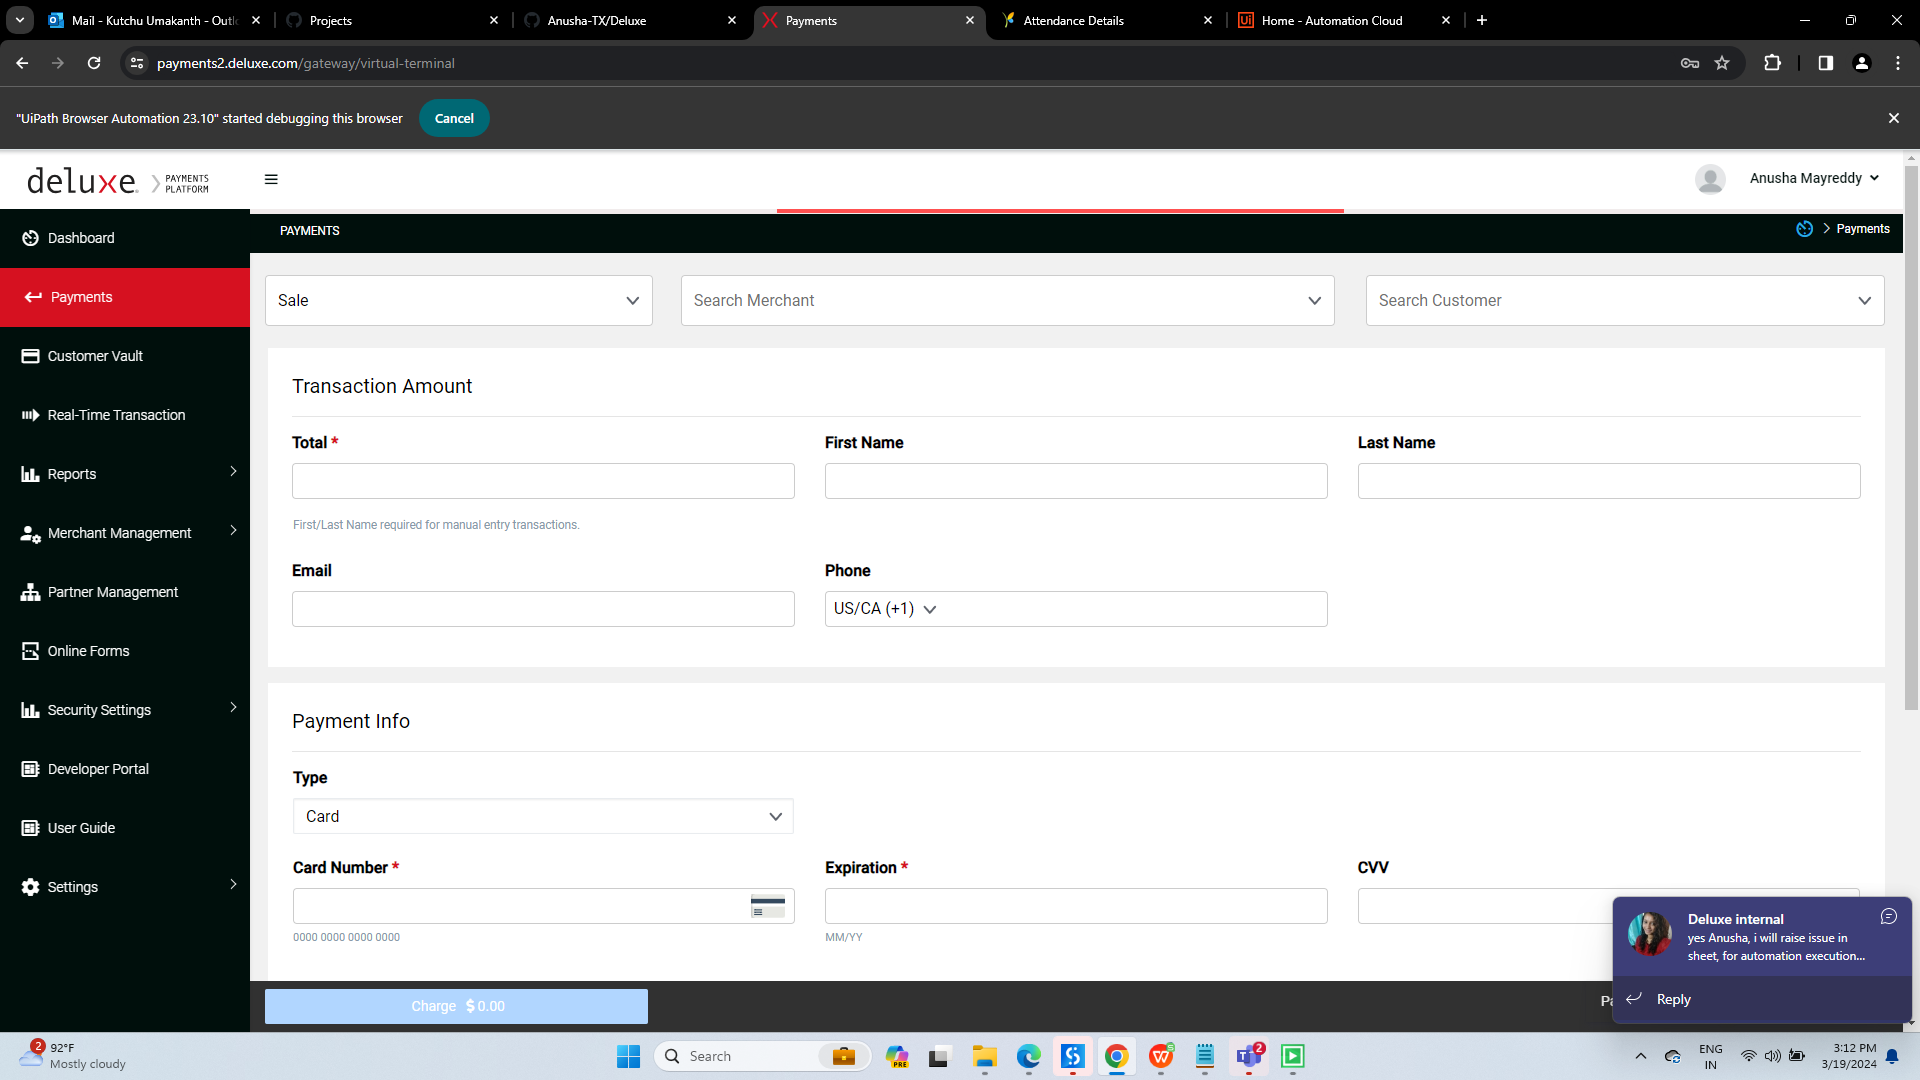 Mail - Kutchu Umakanth - Outl
Projects
Anusha-TX/Deluxe
Payments
Attendance Details
Ui
Home - Automation Cloud
payments2.deluxe.com/gateway/virtual-terminal
"UiPath Browser Automation 23.10" started debugging this browser
Cancel
deluxe.
PAYMENTS
PLATFORM
Anusha Mayreddy
PAYMENTS
Payments
Dashboard
Payments
Customer Vault
Real-Time Transaction
Reports
Merchant Management
Partner Management
Online Forms
Security Settings
Developer Portal
User Guide
Settings
Sale
Search Merchant
Search Customer
Transaction Amount
Total *
First Name
Last Name
First/Last Name required for manual entry transactions.
Email
Phone
US/CA (+1)
Payment Info
Type
Card
Card Number *
Expiration *
CVV
0000 0000 0000 0000
MM/YY
Charge $ 0.00
Pa
Deluxe internal
yes Anusha, i will raise issue in
sheet, for automation execution...
Reply
2
92°F
Mostly cloudy
Search
PRE
5
2
ENG
IN
3:12 PM
3/19/2024